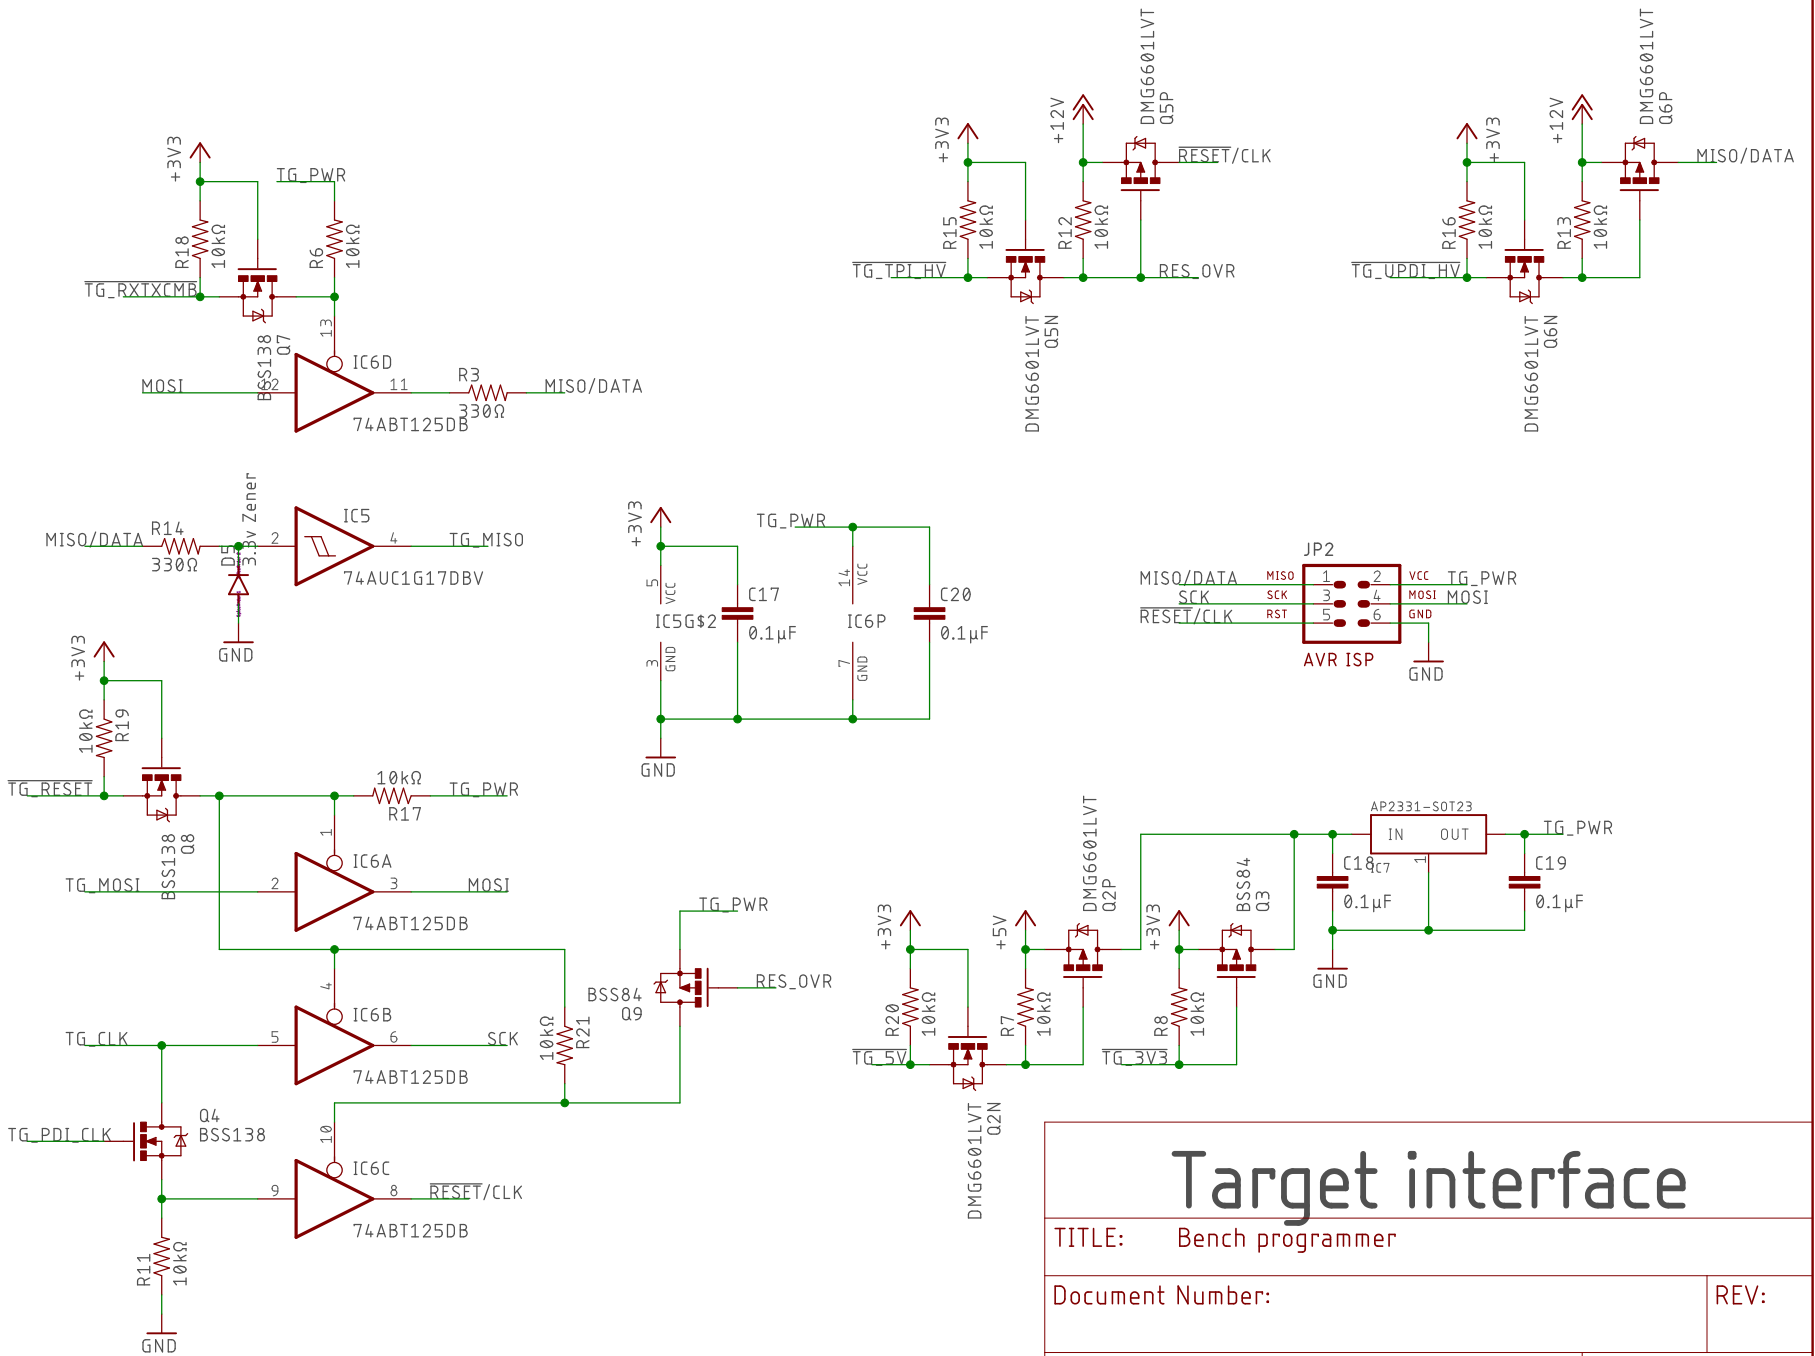 DMG6601LVT
Q5P
DMG6601LVT
Q6P
+3V3
+12V
RESET/CLK
+3V3
+12V
MISO/DATA
+3V3
TG_PWR
R18
10kΩ
R6
10kΩ
R15
10kΩ
R12
10kΩ
R16
10kΩ
R13
10kΩ
TG_TPI_HV
RES_OVR
TG_UPDI_HV
TG_RXTXCMB
DMG6601LVT
Q5N
DMG6601LVT
Q6N
BSS138
Q7
13
IC6D
MOSI
12
11
R3
330Ω
MISO/DATA
74ABT125DB
MISO/DATA
R14
330Ω
D5
3.3v Zener
2
IC5
4
TG_MISO
74AUC1G17DBV
GND
+3V3
TG_PWR
5
VCC
IC5G$2
3
GND
C17
0.1µF
14
VCC
IC6P
7
GND
C20
0.1µF
GND
JP2
MISO/DATA
MISO
1
2
VCC
TG_PWR
SCK
SCK
3
4
MOSI
MOSI
RESET/CLK
RST
5
6
GND
AVR ISP
GND
+3V3
10kΩ
R19
TG_RESET
BSS138
Q8
10kΩ
R17
TG_PWR
1
IC6A
TG_MOSI
2
3
MOSI
74ABT125DB
4
IC6B
TG_CLK
5
6
SCK
74ABT125DB
10kΩ
R21
TG_PWR
BSS84
Q9
RES_OVR
TG_PDI_CLK
Q4
BSS138
10
IC6C
9
8
RESET/CLK
74ABT125DB
R11
10kΩ
GND
+3V3
+5V
DMG6601LVT
Q2P
+3V3
BSS84
Q3
R20
10kΩ
R7
10kΩ
R8
10kΩ
TG_5V
TG_3V3
DMG6601LVT
Q2N
AP2331-SOT23
IN
OUT
1
IC7
TG_PWR
C18
0.1µF
C19
0.1µF
GND
Target interface
TITLE: Bench programmer
Document Number:
REV: